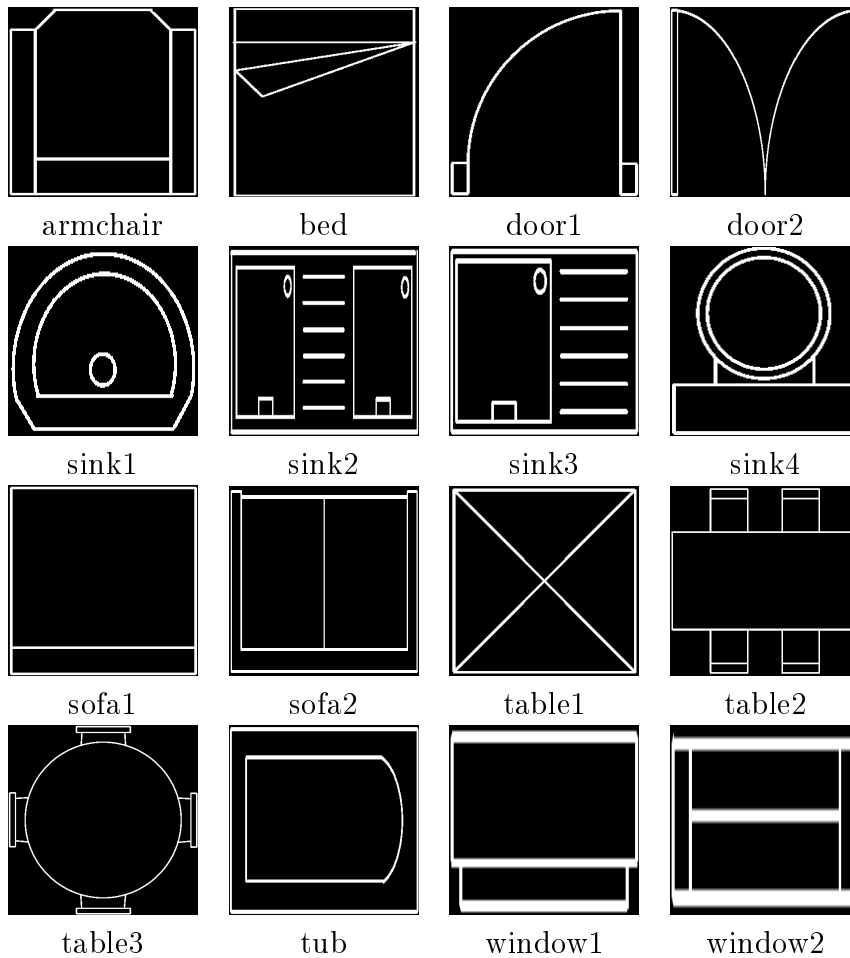 armchair bed door1 door2
sink1 sink2 sink3 sink4
sofa1 sofa2 table1 table2
table3 tub window1 window2